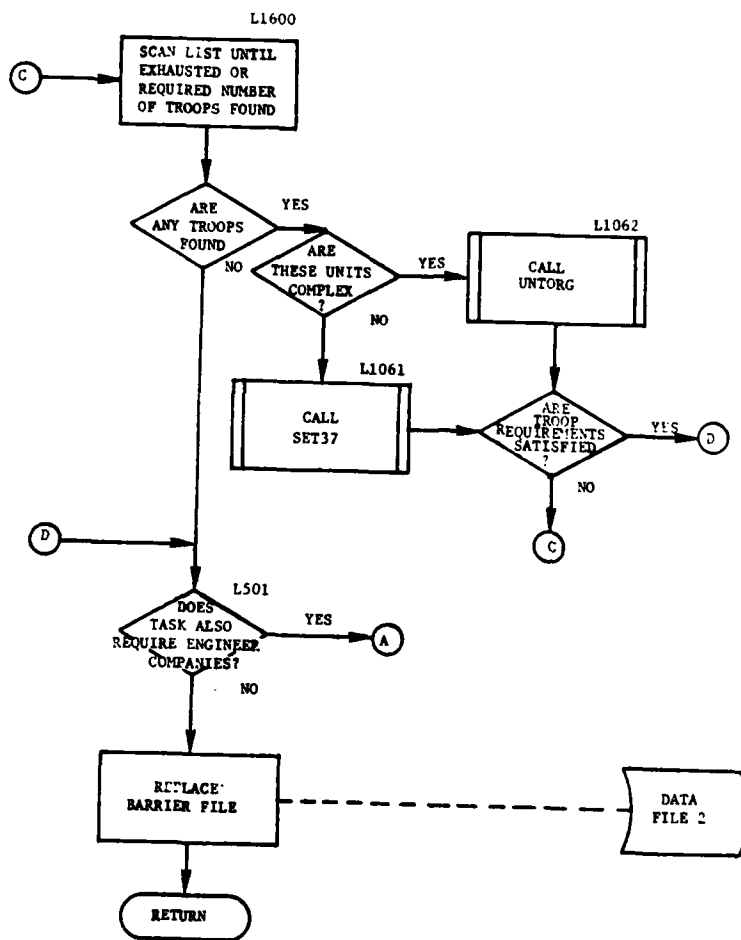 L1600
SCAN LIST UNTIL
EXHAUSTED OR
REQUIRED NUMBER
OF TROOPS FOUND
C
ARE
ANY TROOPS
FOUND
YES
NO
ARE
THESE UNITS
COMPLEX
?
YES
NO
L1062
CALL
UNTORG
L1061
CALL
SET37
ARE
TROOP
REQUIREMENTS
SATISFIED
?
YES
D
NO
C
D
L501
DOES
TASK ALSO
REQUIRE ENGINEER
COMPANIES?
YES
A
NO
REPLACE
BARRIER FILE
DATA
FILE 2
RETURN